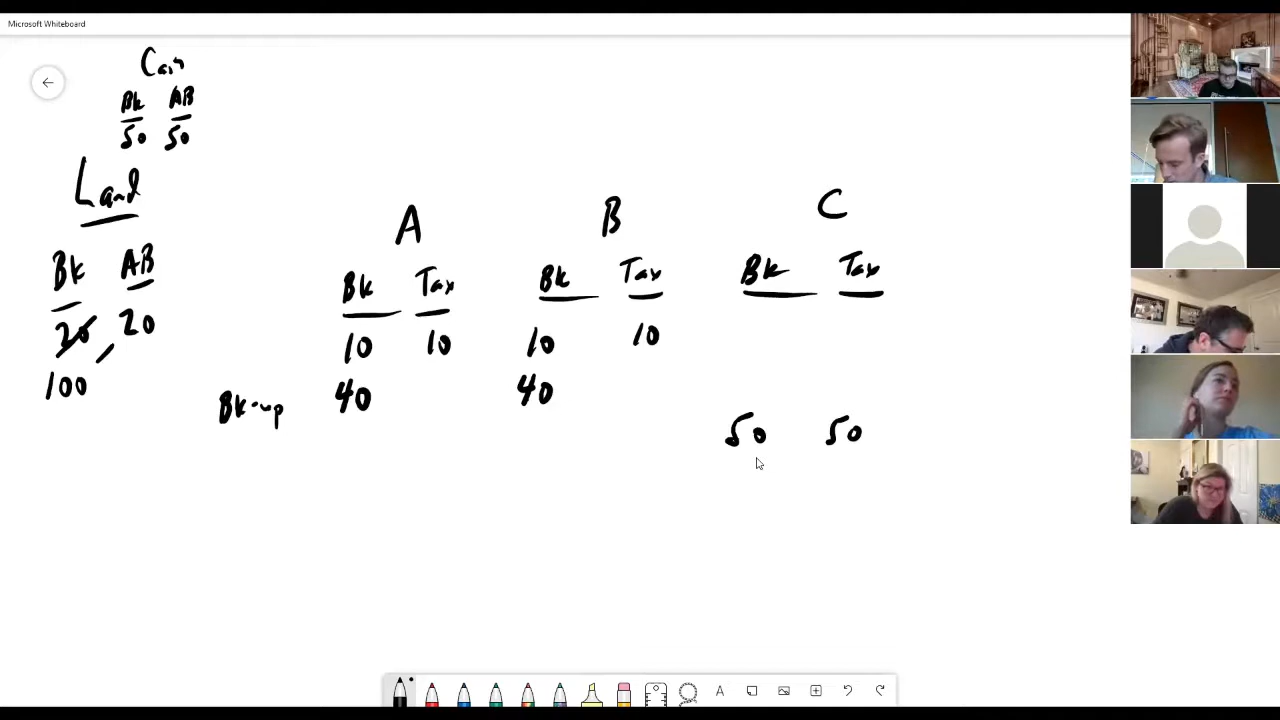 Microsoft Whiteboard
Cash
Bk AB
50 50
Land
Bk AB
20 20
100
A B C
Bk Tax Bk Tax Bk Tax
10 10 10 10
Bk-up 40 40
50 50
A